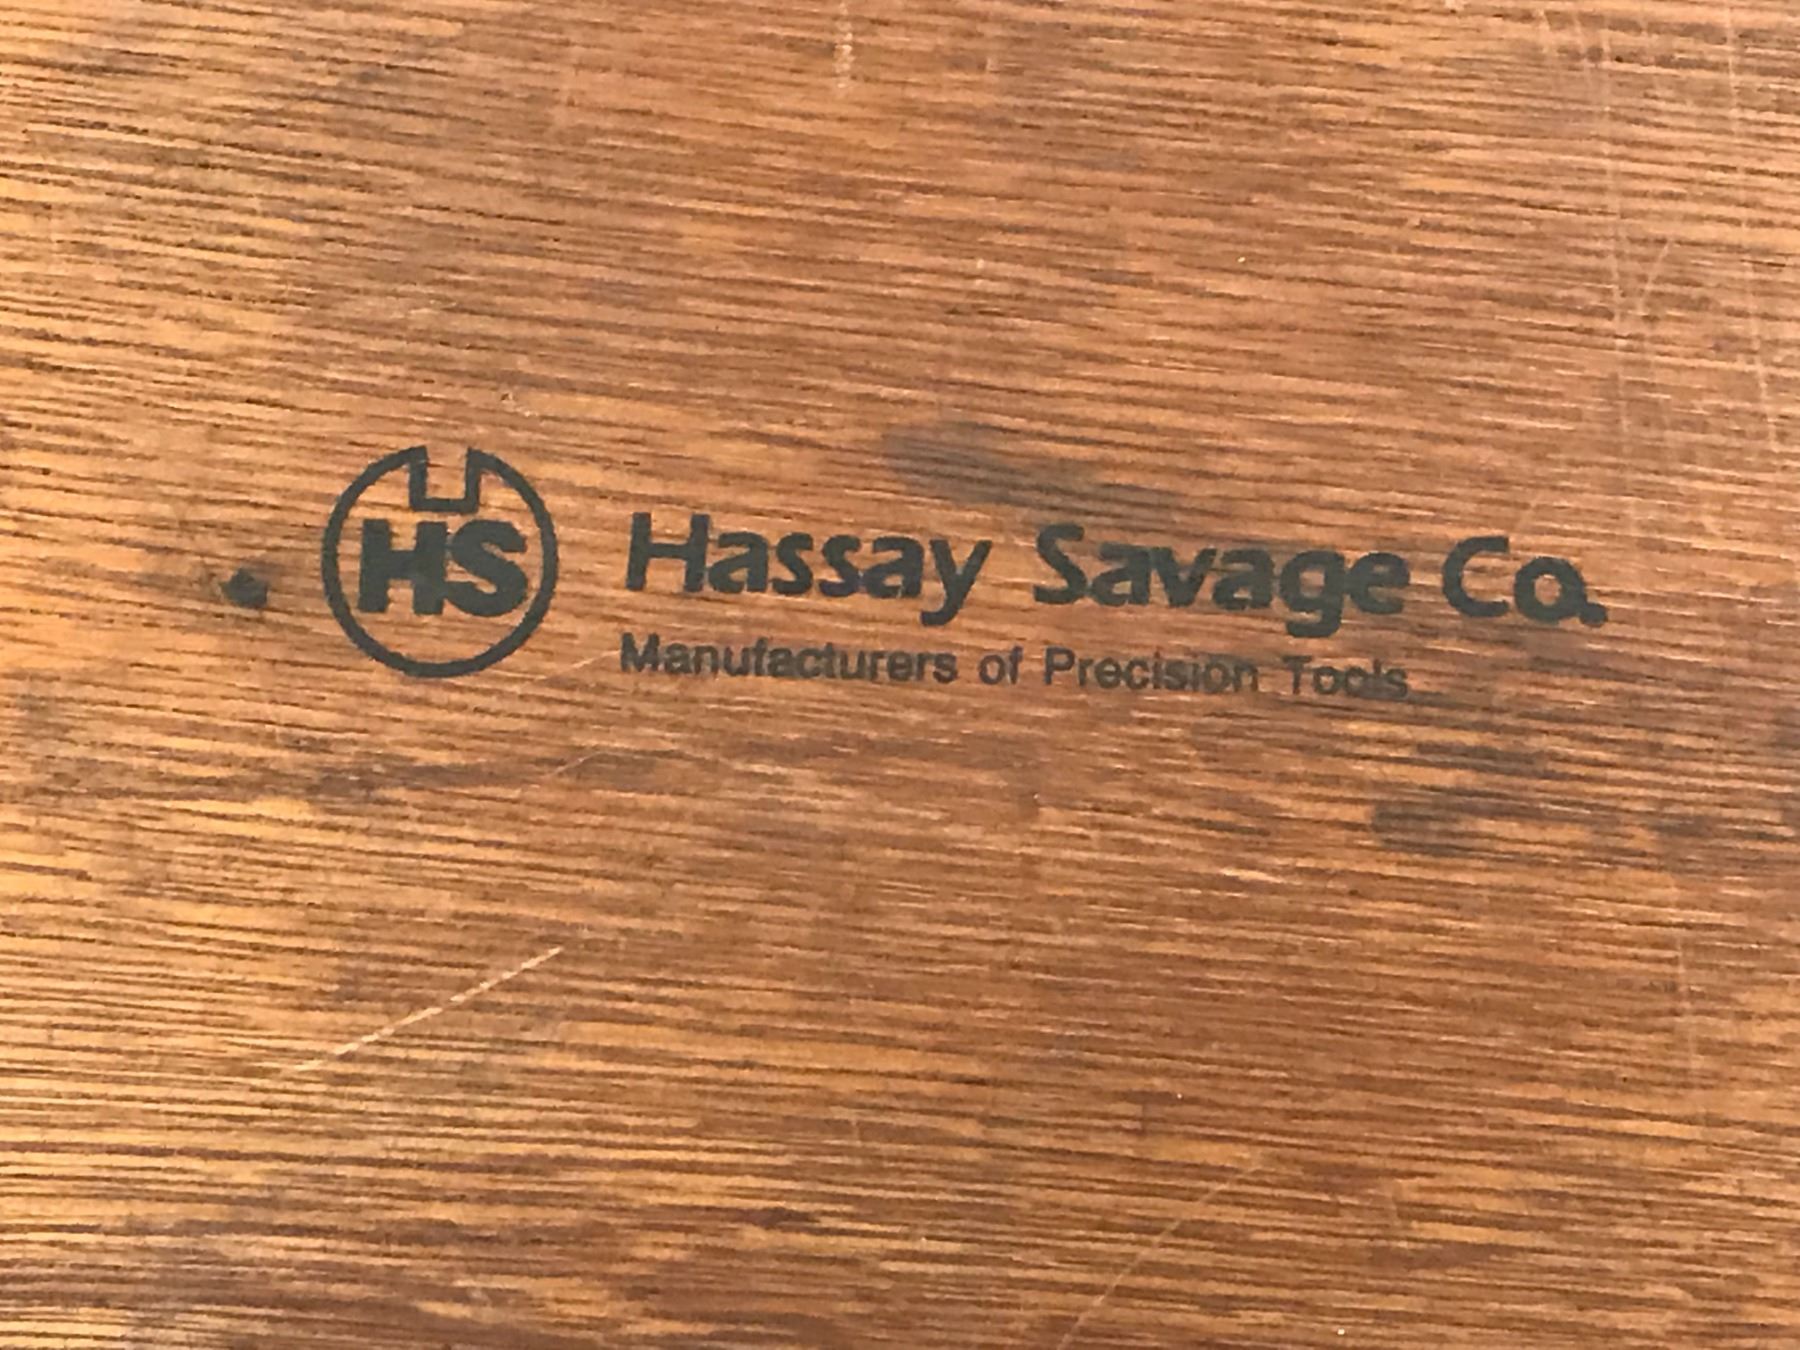 HS
Hassay Savage Co.
Manufacturers of Precision Tools